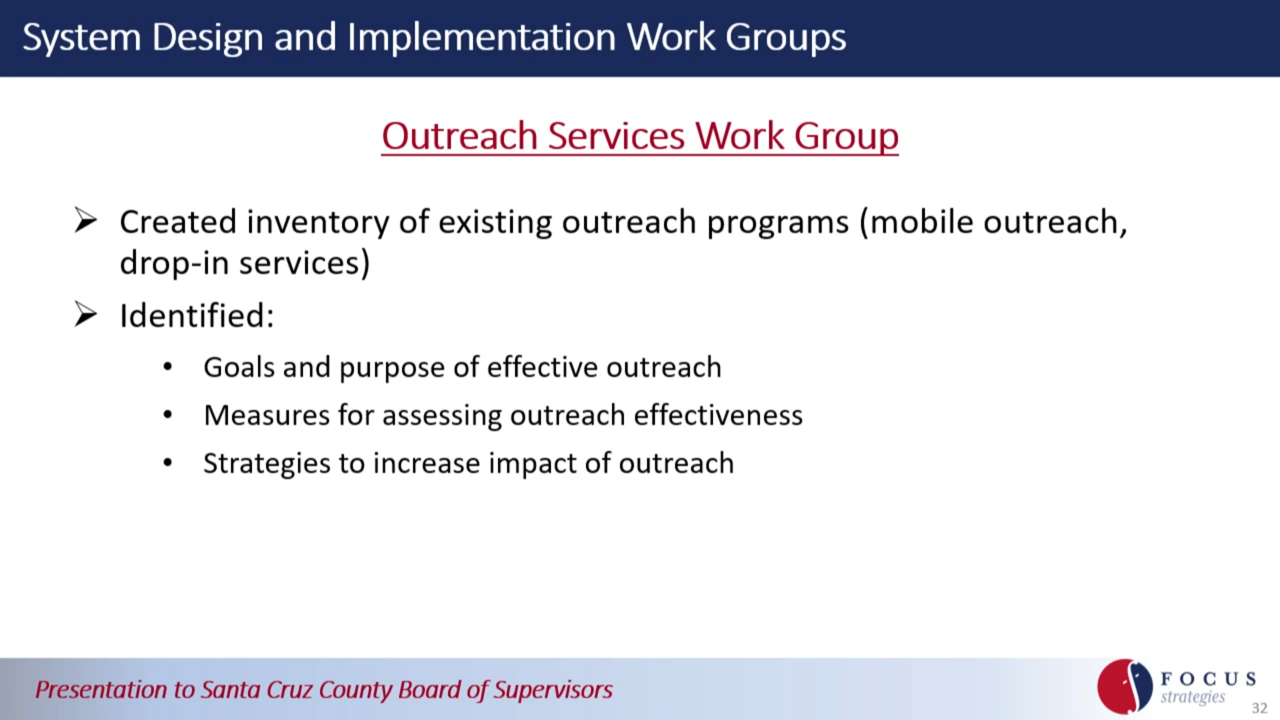 System Design and Implementation Work Groups
Outreach Services Work Group
➢ Created inventory of existing outreach programs (mobile outreach,
drop-in services)
➢ Identified:
• Goals and purpose of effective outreach
• Measures for assessing outreach effectiveness
• Strategies to increase impact of outreach
Presentation to Santa Cruz County Board of Supervisors
FOCUS
strategies
32